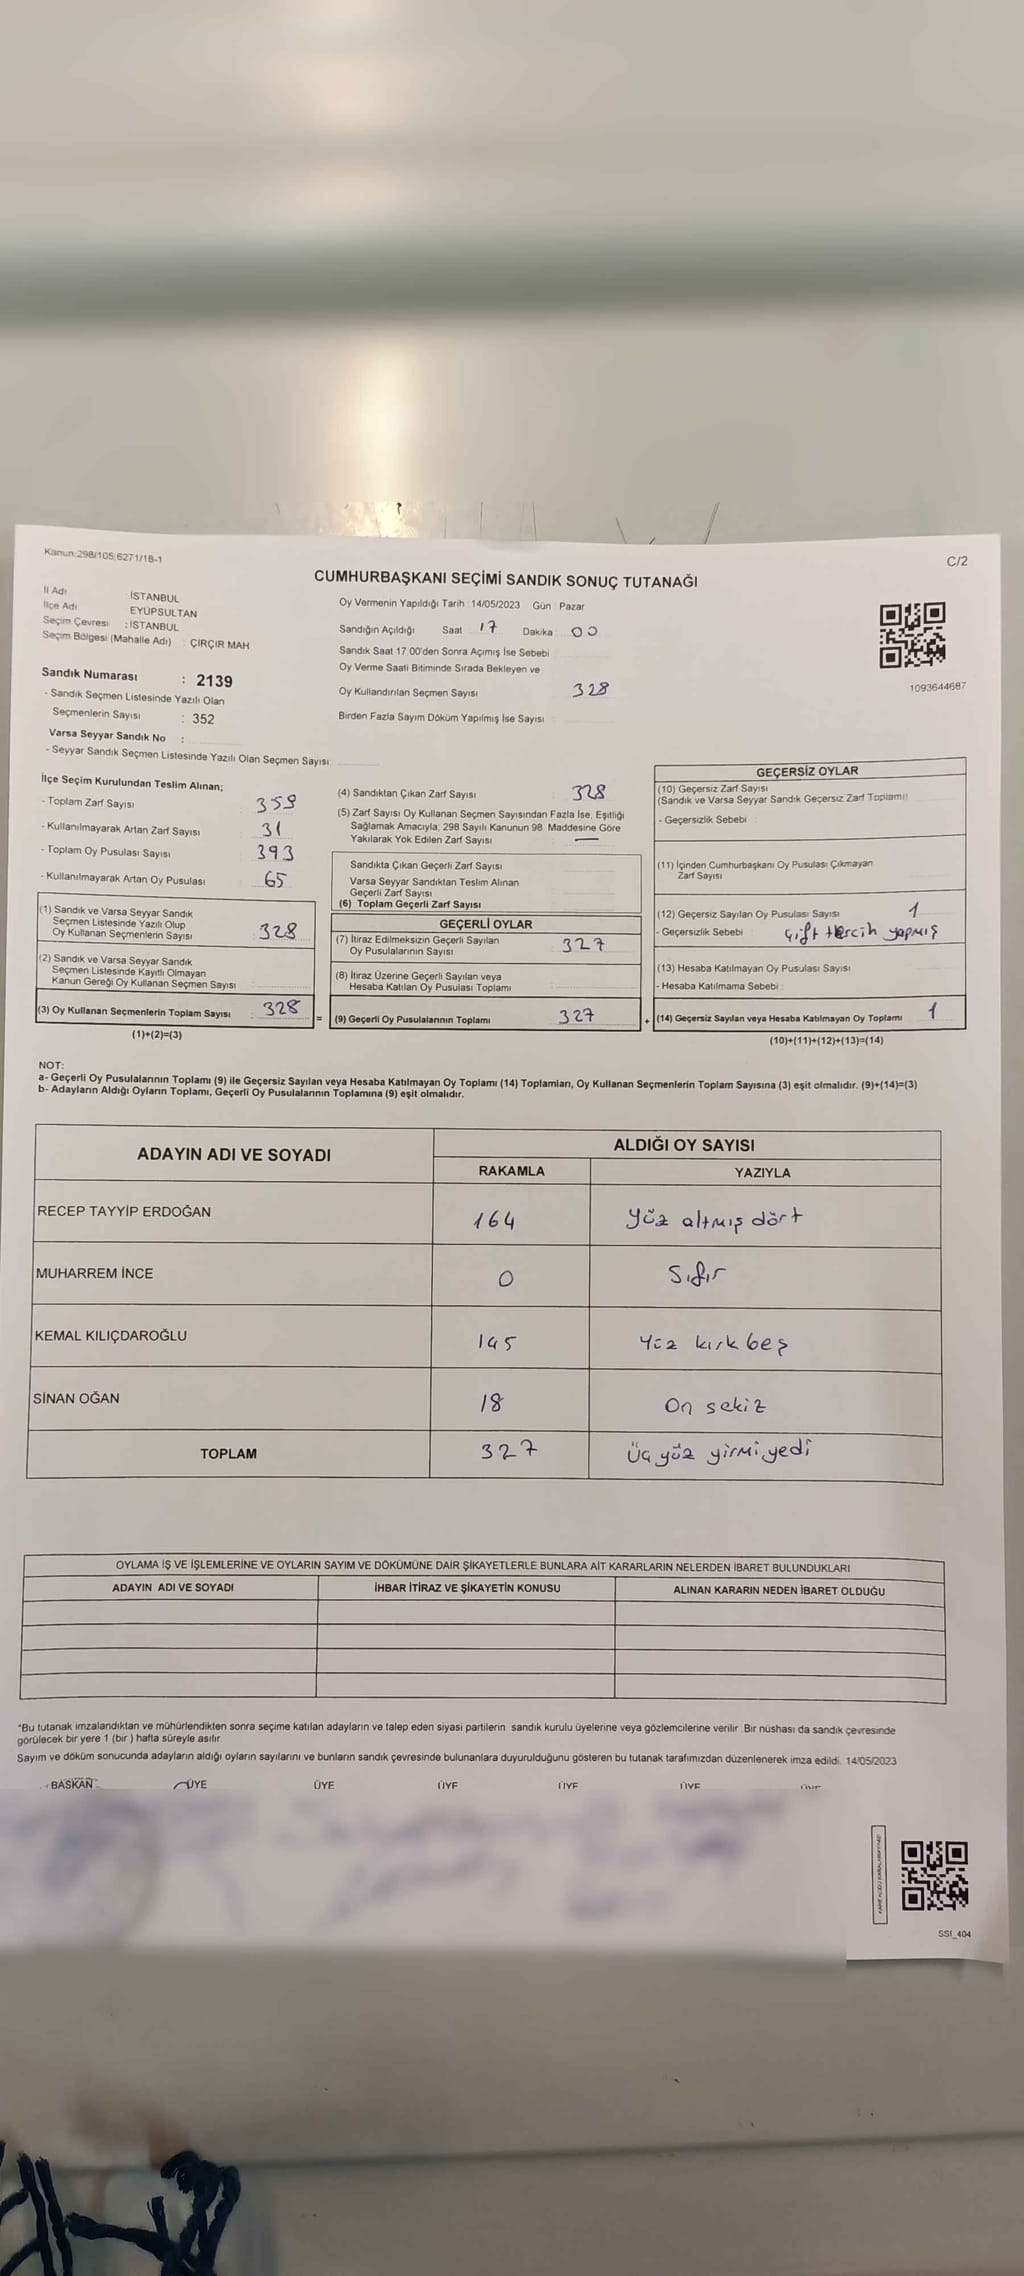 Kanun:298/105;6271/18-1
C/2
CUMHURBAŞKANI SEÇİMİ SANDIK SONUÇ TUTANAĞI
İl Adı İSTANBUL
İlçe Adı EYÜPSULTAN
Seçim Çevresi : İSTANBUL
Seçim Bölgesi (Mahalle Adı) : ÇIRÇIR MAH.
Sandık Numarası : 2139
- Sandık Seçmen Listesinde Yazılı Olan
Seçmenlerin Sayısı : 352
Varsa Seyyar Sandık No :
- Seyyar Sandık Seçmen Listesinde Yazılı Olan Seçmen Sayısı:
Oy Vermenin Yapıldığı Tarih : 14/05/2023 Gün : Pazar
Sandığın Açıldığı Saat 17 Dakika 00
Sandık Saat 17:00'den Sonra Açımış İse Sebebi
Oy Verme Saati Bitiminde Sırada Bekleyen ve
Oy Kullandırılan Seçmen Sayısı 328
Birden Fazla Sayım Döküm Yapılmış İse Sayısı
1093644687
İlçe Seçim Kurulundan Teslim Alınan;
- Toplam Zarf Sayısı 359
- Kullanılmayarak Artan Zarf Sayısı 31
- Toplam Oy Pusulası Sayısı 393
- Kullanılmayarak Artan Oy Pusulası 65
(1) Sandık ve Varsa Seyyar Sandık
Seçmen Listesinde Yazılı Olup
Oy Kullanan Seçmenlerin Sayısı 328
(2) Sandık ve Varsa Seyyar Sandık
Seçmen Listesinde Kayıtlı Olmayan
Kanun Gereği Oy Kullanan Seçmen Sayısı
(3) Oy Kullanan Seçmenlerin Toplam Sayısı 328
(1)+(2)=(3)
(4) Sandıktan Çıkan Zarf Sayısı 328
(5) Zarf Sayısı Oy Kullanan Seçmen Sayısından Fazla İse, Eşitliği
Sağlamak Amacıyla; 298 Sayılı Kanunun 98. Maddesine Göre
Yakılarak Yok Edilen Zarf Sayısı —
Sandıkta Çıkan Geçerli Zarf Sayısı
Varsa Seyyar Sandıktan Teslim Alınan
Geçerli Zarf Sayısı
(6) Toplam Geçerli Zarf Sayısı
GEÇERLİ OYLAR
(7) İtiraz Edilmeksizin Geçerli Sayılan
Oy Pusulalarının Sayısı 327
(8) İtiraz Üzerine Geçerli Sayılan veya
Hesaba Katılan Oy Pusulası Toplamı
= (9) Geçerli Oy Pusulalarının Toplamı 327
GEÇERSİZ OYLAR
(10) Geçersiz Zarf Sayısı
(Sandık ve Varsa Seyyar Sandık Geçersiz Zarf Toplamı)
- Geçersizlik Sebebi
(11) İçinden Cumhurbaşkanı Oy Pusulası Çıkmayan
Zarf Sayısı
(12) Geçersiz Sayılan Oy Pusulası Sayısı 1
- Geçersizlik Sebebi çift tercih yapmış
(13) Hesaba Katılmayan Oy Pusulası Sayısı
- Hesaba Katılmama Sebebi
+ (14) Geçersiz Sayılan veya Hesaba Katılmayan Oy Toplamı 1
(10)+(11)+(12)+(13)=(14)
NOT:
a- Geçerli Oy Pusulalarının Toplamı (9) ile Geçersiz Sayılan veya Hesaba Katılmayan Oy Toplamı (14) Toplamları, Oy Kullanan Seçmenlerin Toplam Sayısına (3) eşit olmalıdır. (9)+(14)=(3)
b- Adayların Aldığı Oyların Toplamı, Geçerli Oy Pusulalarının Toplamına (9) eşit olmalıdır.
ADAYIN ADI VE SOYADI ALDIĞI OY SAYISI
RAKAMLA YAZIYLA
RECEP TAYYİP ERDOĞAN 164 Yüz altmış dört
MUHARREM İNCE 0 Sıfır
KEMAL KILIÇDAROĞLU 145 Yüz kırk beş
SİNAN OĞAN 18 On sekiz
TOPLAM 327 Üç yüz yirmi yedi
OYLAMA İŞ VE İŞLEMLERİNE VE OYLARIN SAYIM VE DÖKÜMÜNE DAİR ŞİKAYETLERLE BUNLARA AİT KARARLARIN NELERDEN İBARET BULUNDUKLARI
ADAYIN ADI VE SOYADI İHBAR İTİRAZ VE ŞİKAYETİN KONUSU ALINAN KARARIN NEDEN İBARET OLDUĞU
*Bu tutanak imzalandıktan ve mühürlendikten sonra seçime katılan adayların ve talep eden siyasi partilerin sandık kurulu üyelerine veya gözlemcilerine verilir. Bir nüshası da sandık çevresinde
görülecek bir yere 1 (bir) hafta süreyle asılır.
Sayım ve döküm sonucunda adayların aldığı oyların sayılarını ve bunların sandık çevresinde bulunanlara duyurulduğunu gösteren bu tutanak tarafımızdan düzenlenerek imza edildi. 14/05/2023
BAŞKAN ÜYE ÜYE ÜYE ÜYE ÜYE ÜYE
SSI_404